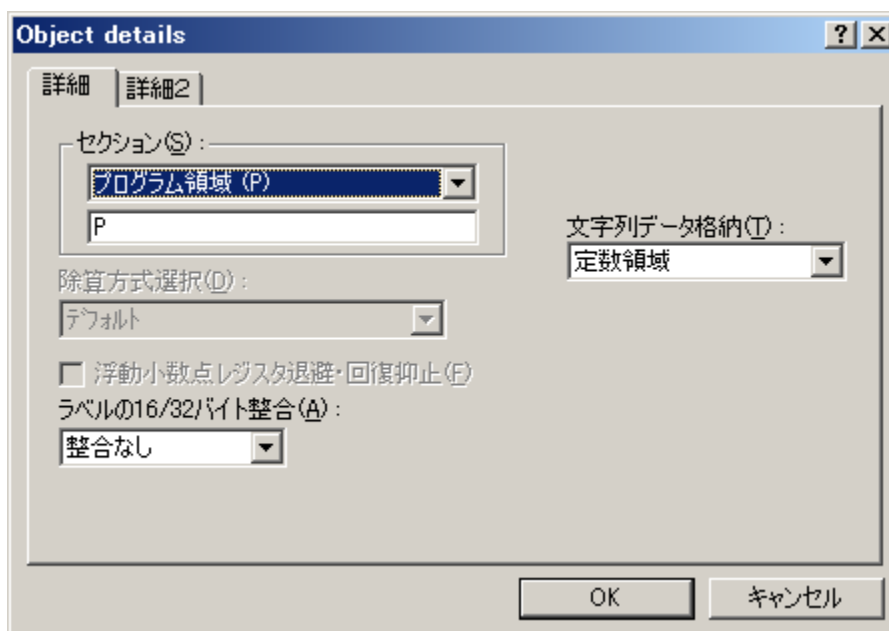 Object details
詳細 詳細2
セクション(S) :
プログラム領域 (P)
P
文字列データ格納(T) :
定数領域
除算方式選択(D) :
デフォルト
浮動小数点レジスタ退避・回復抑止(F)
ラベルの16/32バイト整合(A) :
整合なし
OK キャンセル